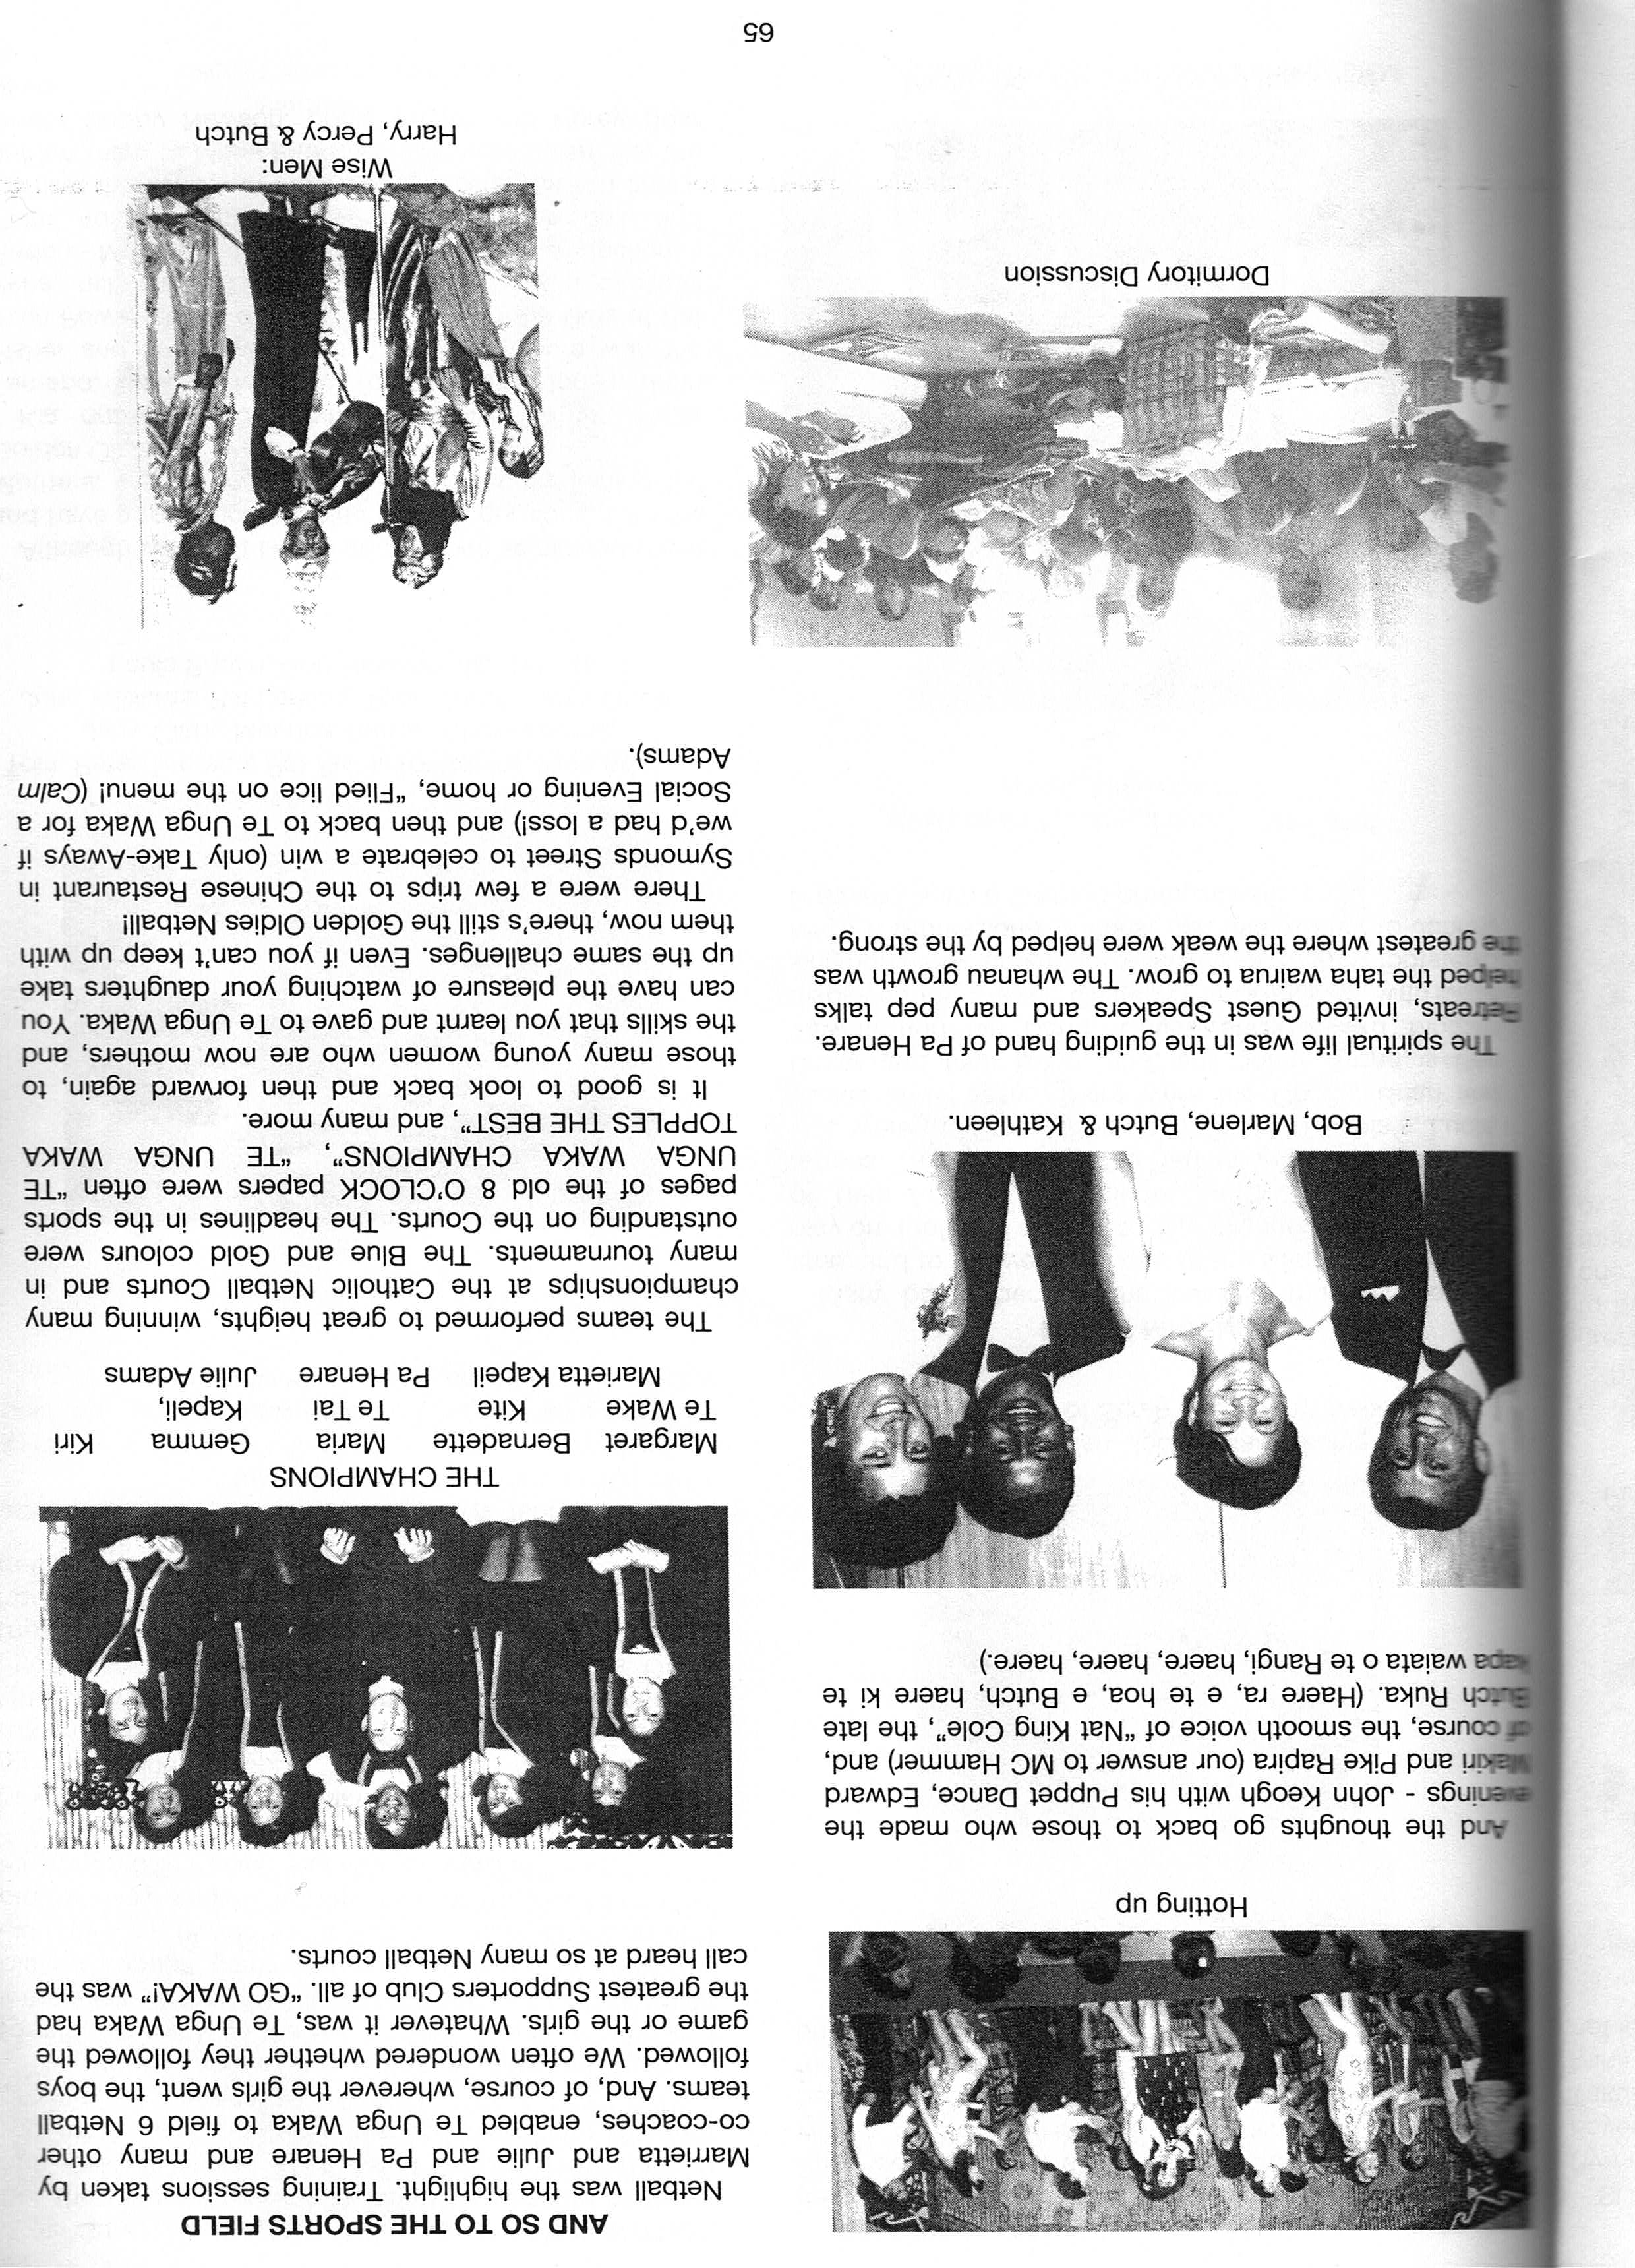 Hotting up
And the thoughts go back to those who made the
evenings - John Keogh with his Puppet Dance, Edward
Makiri and Pike Rapira (our answer to MC Hammer) and,
of course, the smooth voice of “Nat King Cole”, the late
Butch Ruka. (Haere ra, e te hoa, e Butch, haere ki te
kapa waiata o te Rangi, haere, haere, haere.)
Bob, Marlene, Butch & Kathleen.
The spiritual life was in the guiding hand of Pa Henare.
Retreats, invited Guest Speakers and many pep talks
helped the taha wairua to grow. The whanau growth was
the greatest where the weak were helped by the strong.
Dormitory Discussion
AND SO TO THE SPORTS FIELD
Netball was the highlight. Training sessions taken by
Marrietta and Julie and Pa Henare and many other
co-coaches, enabled Te Unga Waka to field 6 Netball
teams. And, of course, wherever the girls went, the boys
followed. We often wondered whether they followed the
game or the girls. Whatever it was, Te Unga Waka had
the greatest Supporters Club of all. “GO WAKA!” was the
call heard at so many Netball courts.
THE CHAMPIONS
Margaret Bernadette Maria Gemma Kiri
Te Wake Kite Te Tai Kapeli,
Marietta Kapeil Pa Henare Julie Adams
The teams performed to great heights, winning many
championships at the Catholic Netball Courts and in
many tournaments. The Blue and Gold colours were
outstanding on the Courts. The headlines in the sports
pages of the old 8 O’CLOCK papers were often “TE
UNGA WAKA CHAMPIONS”, “TE UNGA WAKA
TOPPLES THE BEST”, and many more.
It is good to look back and then forward again, to
those many young women who are now mothers, and
the skills that you learnt and gave to Te Unga Waka. You
can have the pleasure of watching your daughters take
up the same challenges. Even if you can’t keep up with
them now, there’s still the Golden Oldies Netball!
There were a few trips to the Chinese Restaurant in
Symonds Street to celebrate a win (only Take-Aways if
we’d had a loss!) and then back to Te Unga Waka for a
Social Evening or home, “Flied lice on the menu! (Calm
Adams).
Wise Men:
Harry, Percy & Butch
65